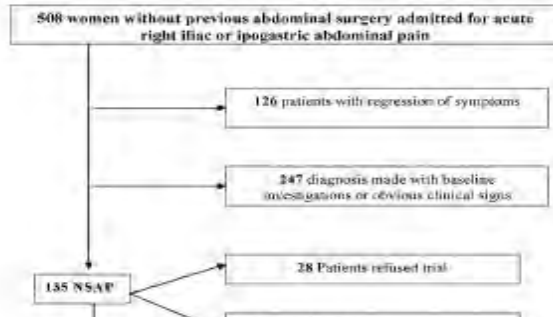 508 women without previous abdominal surgery admitted for acute
right iliac or ipogastric abdominal pain
126 patients with regression of symptoms
247 diagnosis made with baseline
investigations or obvious clinical signs
28 Patients refused trial
135 NSAP